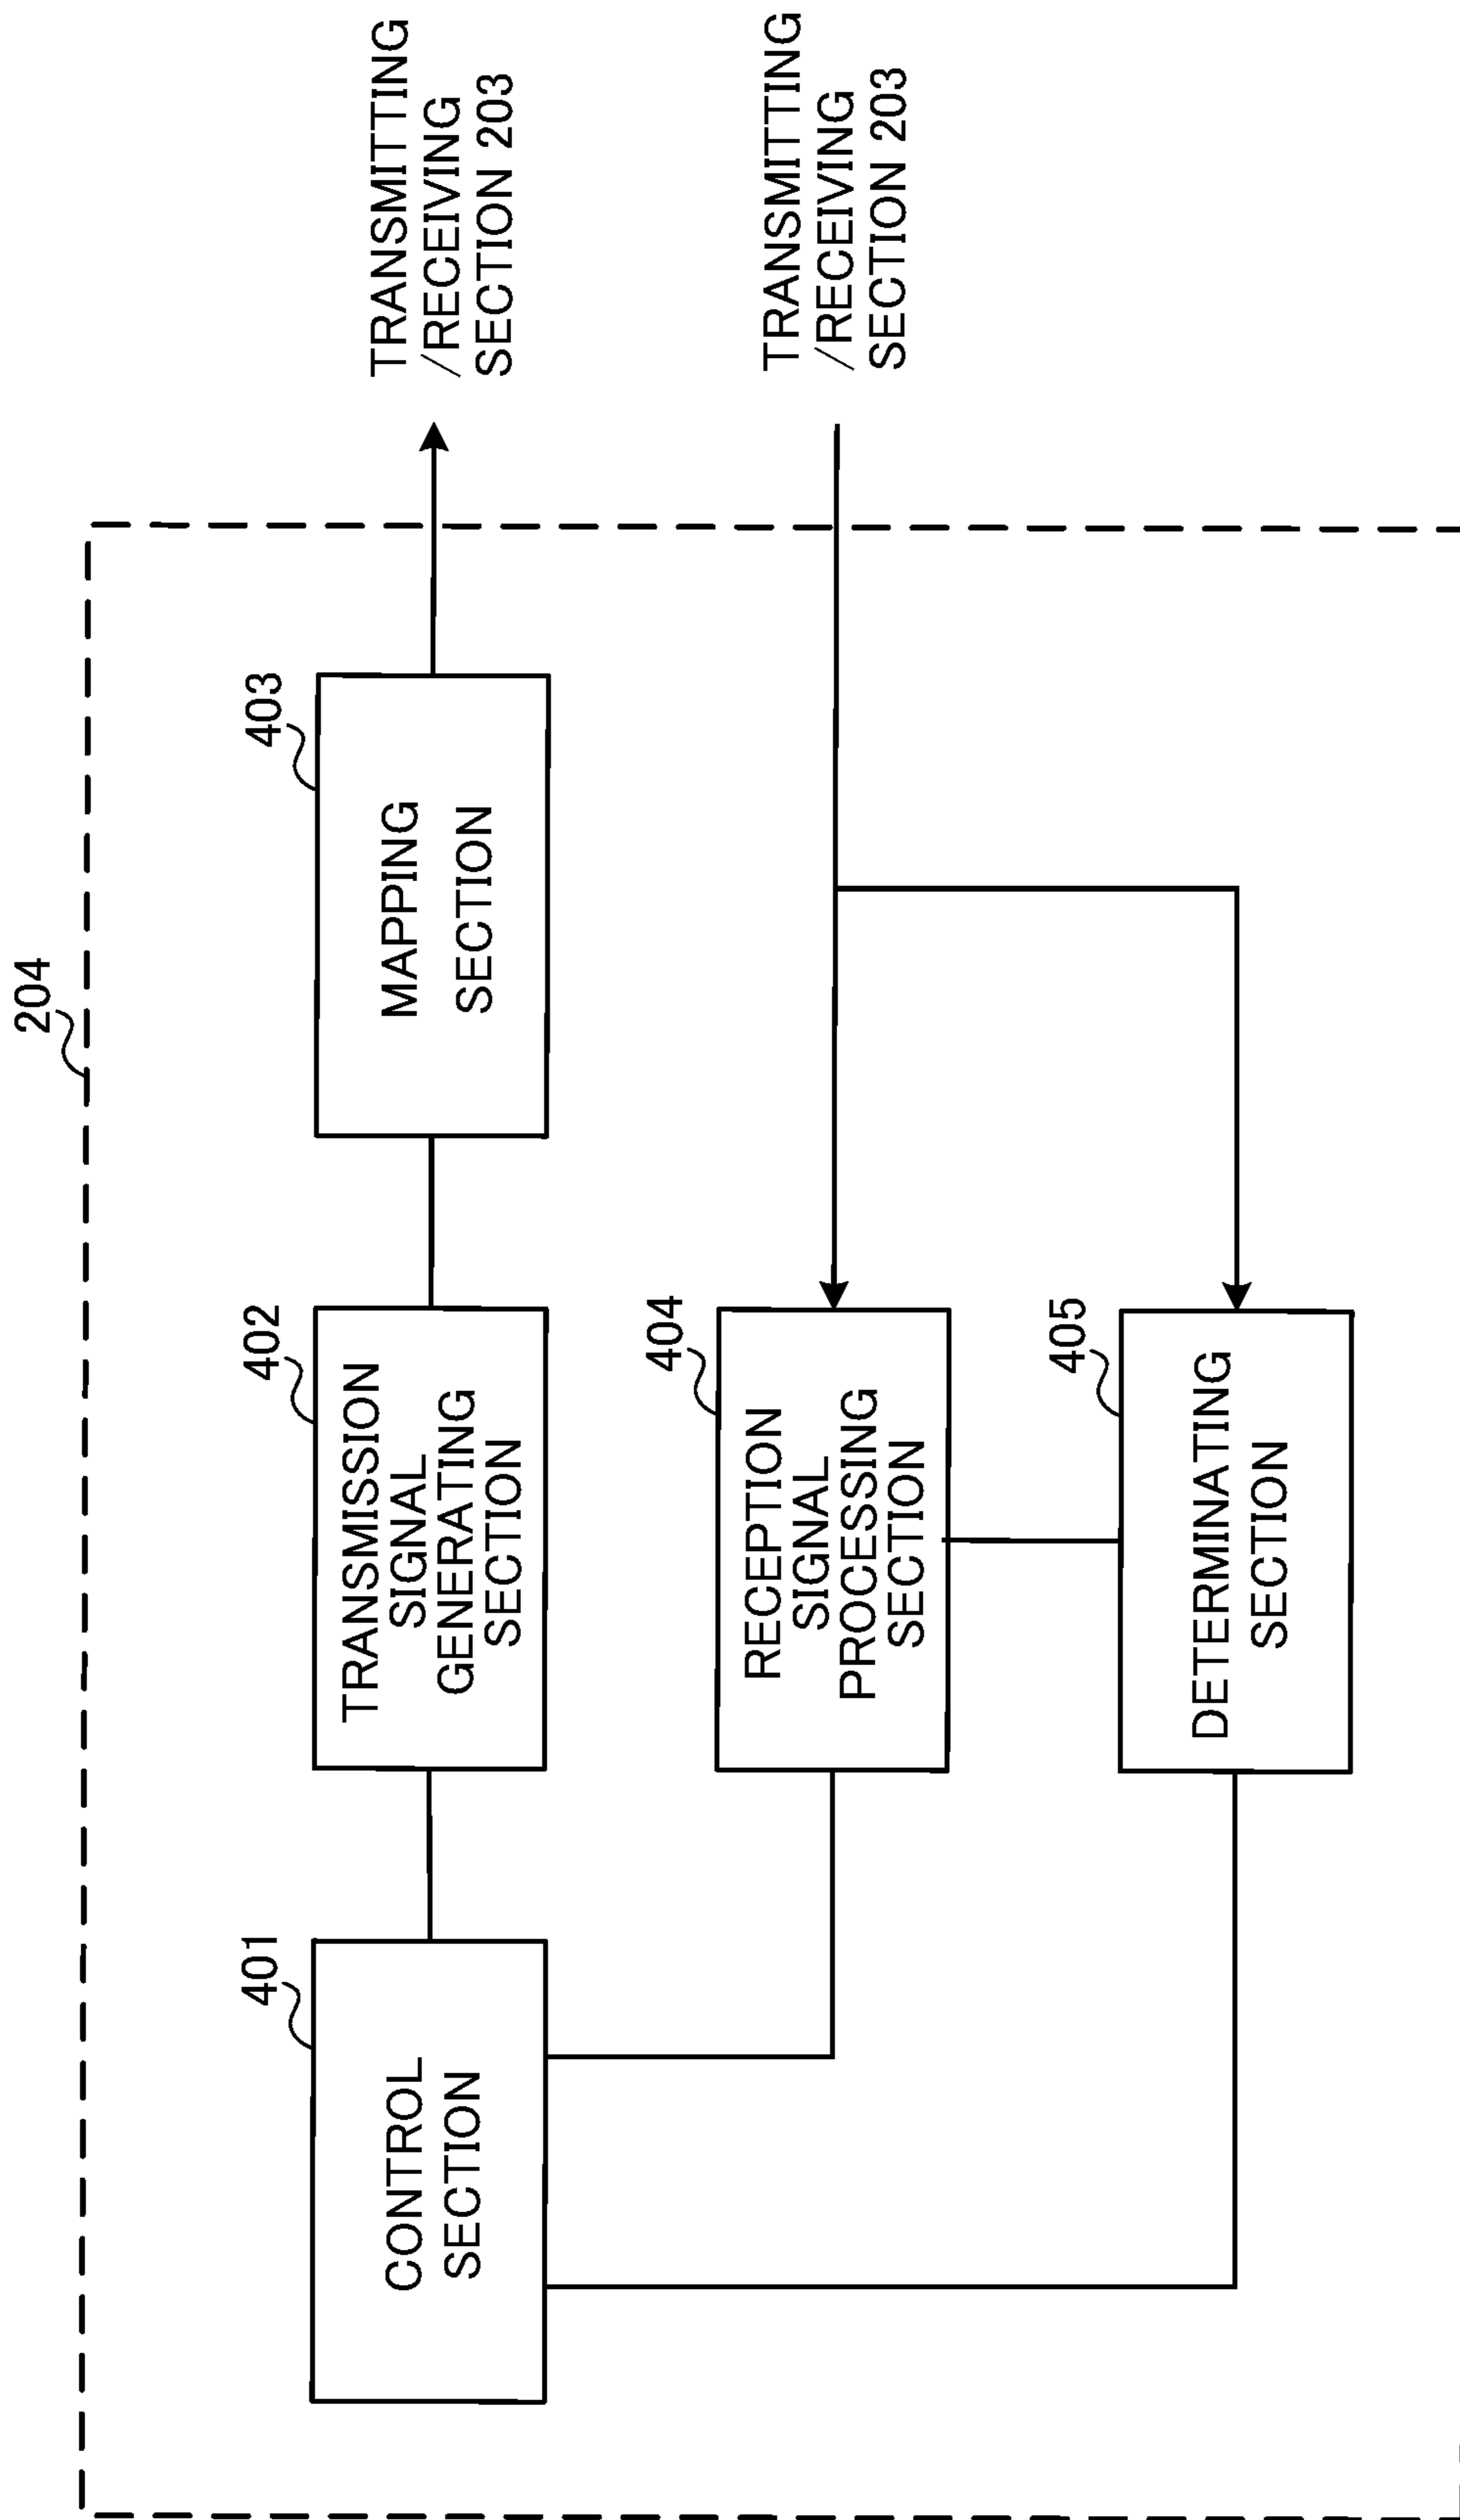 204
401
CONTROL
SECTION
402
TRANSMISSION
SIGNAL
GENERATING
SECTION
403
MAPPING
SECTION
TRANSMITTING
/RECEIVING
SECTION 203
404
RECEPTION
SIGNAL
PROCESSING
SECTION
TRANSMITTING
/RECEIVING
SECTION 203
405
DETERMINATING
SECTION